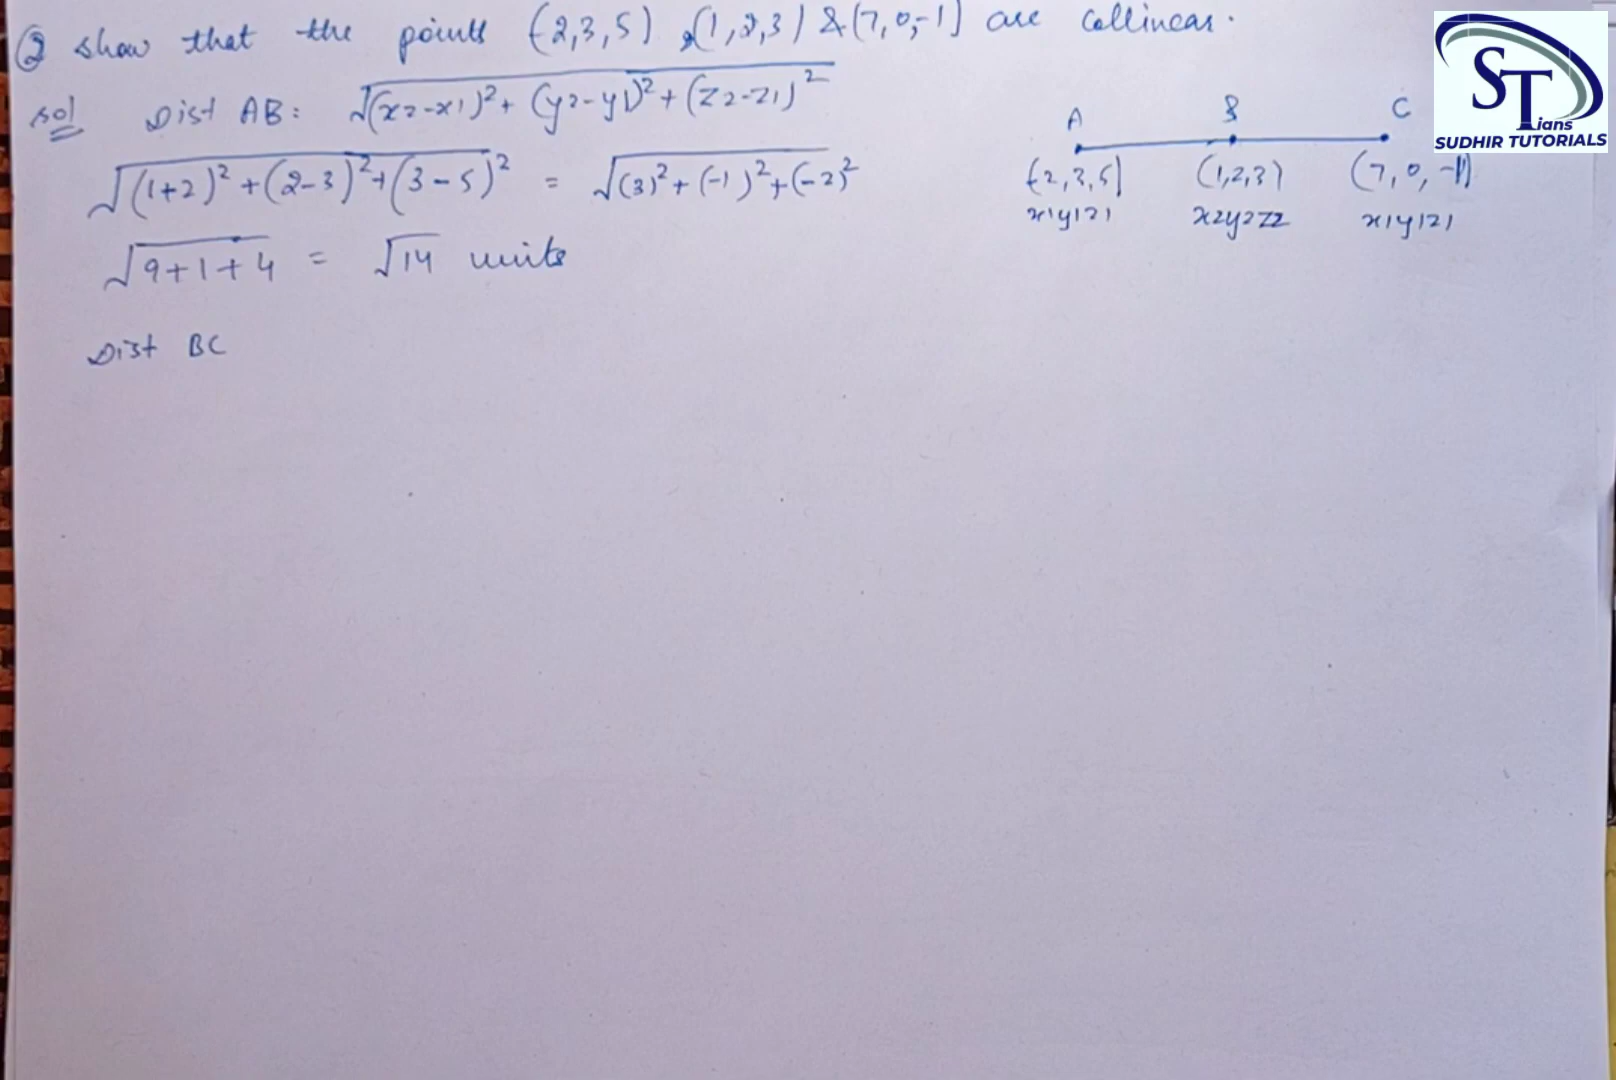 Q show that the points (-2,3,5), (1,2,3) & (7,0,-1) are collinear.
sol Dist AB: √(x2-x1)²+(y2-y1)²+(z2-z1)²
√(1+2)²+(2-3)²+(3-5)² = √(3)²+(-1)²+(-2)²
√9+1+4 = √14 units
Dist BC
A B C
(-2,3,5) (1,2,3) (7,0,-1)
x1y1z1 x2y2z2 x1y1z1
ST
ians
SUDHIR TUTORIALS